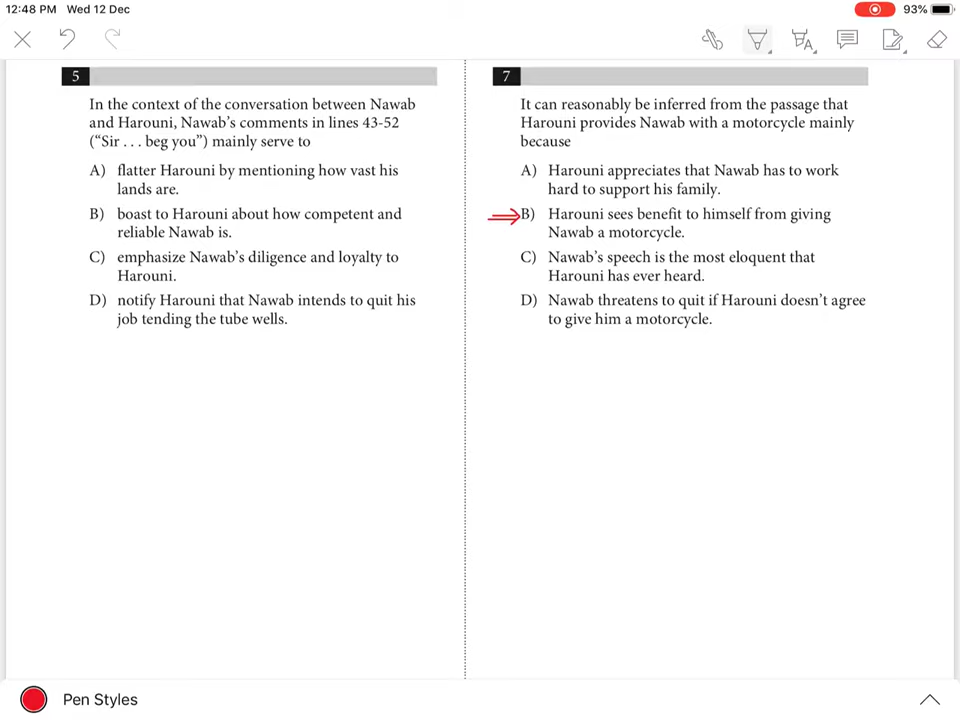 12:48 PM Wed 12 Dec
93%
5
In the context of the conversation between Nawab
and Harouni, Nawab’s comments in lines 43-52
(“Sir . . . beg you”) mainly serve to
A) flatter Harouni by mentioning how vast his
lands are.
B) boast to Harouni about how competent and
reliable Nawab is.
C) emphasize Nawab’s diligence and loyalty to
Harouni.
D) notify Harouni that Nawab intends to quit his
job tending the tube wells.
7
It can reasonably be inferred from the passage that
Harouni provides Nawab with a motorcycle mainly
because
A) Harouni appreciates that Nawab has to work
hard to support his family.
B) Harouni sees benefit to himself from giving
Nawab a motorcycle.
C) Nawab’s speech is the most eloquent that
Harouni has ever heard.
D) Nawab threatens to quit if Harouni doesn’t agree
to give him a motorcycle.
Pen Styles